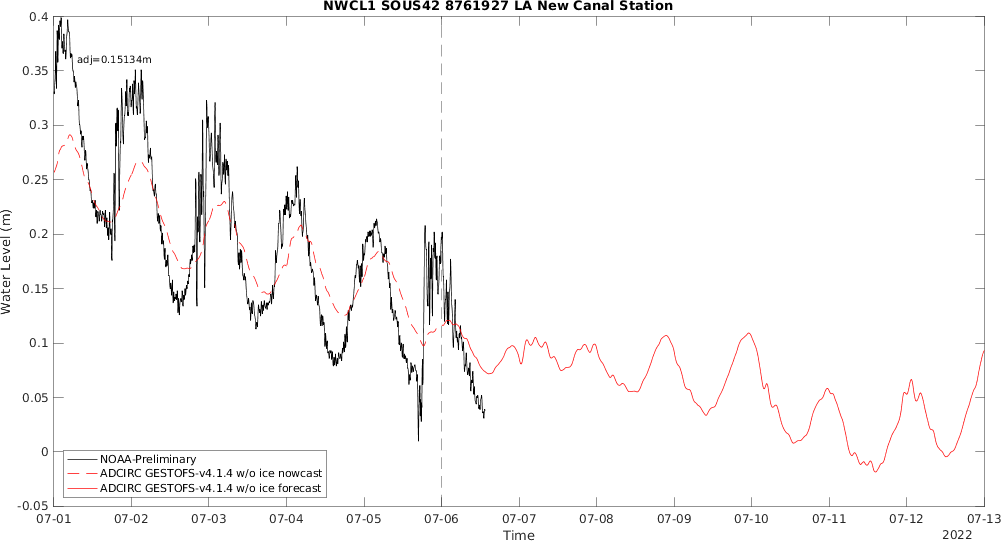 NWCL1 SOUS42 8761927 LA New Canal Station
0.4
0.35
0.3
0.25
0.2
0.15
0.1
0.05
0
-0.05
Water Level (m)
adj=0.15134m
NOAA-Preliminary
ADCIRC GESTOFS-v4.1.4 w/o ice nowcast
ADCIRC GESTOFS-v4.1.4 w/o ice forecast
07-01 07-02 07-03 07-04 07-05 07-06 07-07 07-08 07-09 07-10 07-11 07-12 07-13
Time
2022